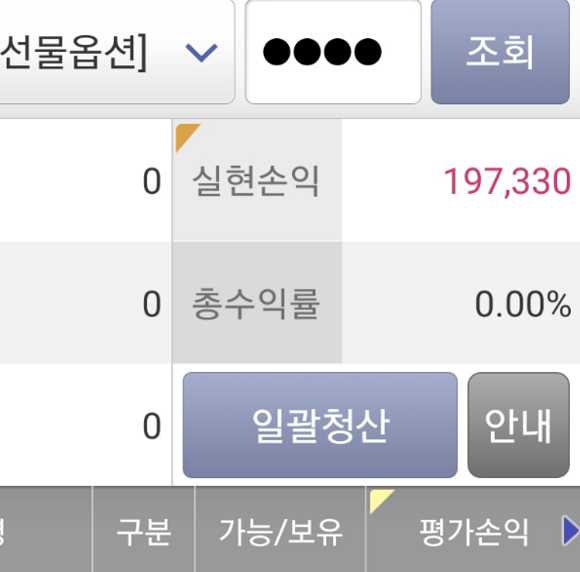 선물옵션] ●●●● 조회
0 실현손익 197,330
0 총수익률 0.00%
0 일괄청산 안내
구분 가능/보유 평가손익